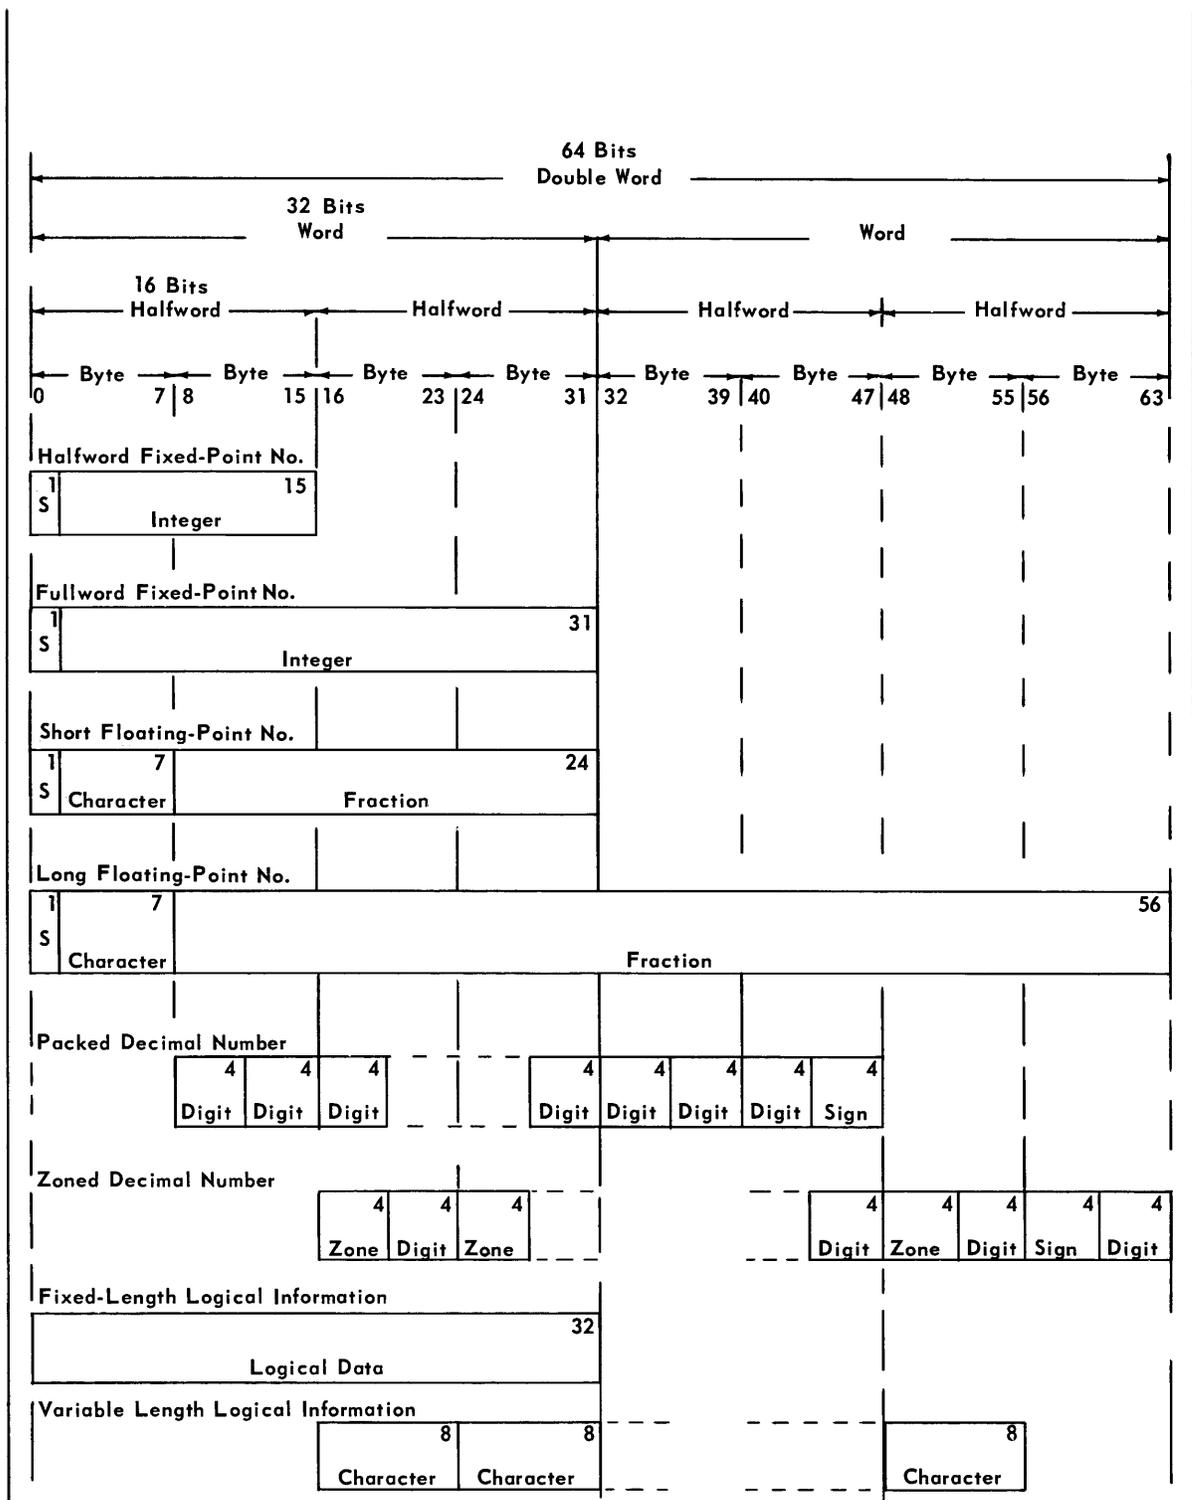 64 Bits
Double Word
32 Bits
Word Word
16 Bits
Halfword Halfword Halfword Halfword
Byte Byte Byte Byte Byte Byte Byte Byte
0 7 8 15 16 23 24 31 32 39 40 47 48 55 56 63
Halfword Fixed-Point No.
1 15
S
Integer
Fullword Fixed-Point No.
1 31
S
Integer
Short Floating-Point No.
1 7 24
S
Character Fraction
Long Floating-Point No.
1 7 56
S
Character Fraction
Packed Decimal Number
4 4 4 4 4 4 4 4
Digit Digit Digit Digit Digit Digit Digit Sign
Zoned Decimal Number
4 4 4 4 4 4 4 4
Zone Digit Zone Digit Zone Digit Sign Digit
Fixed-Length Logical Information
32
Logical Data
Variable Length Logical Information
8 8 8
Character Character Character